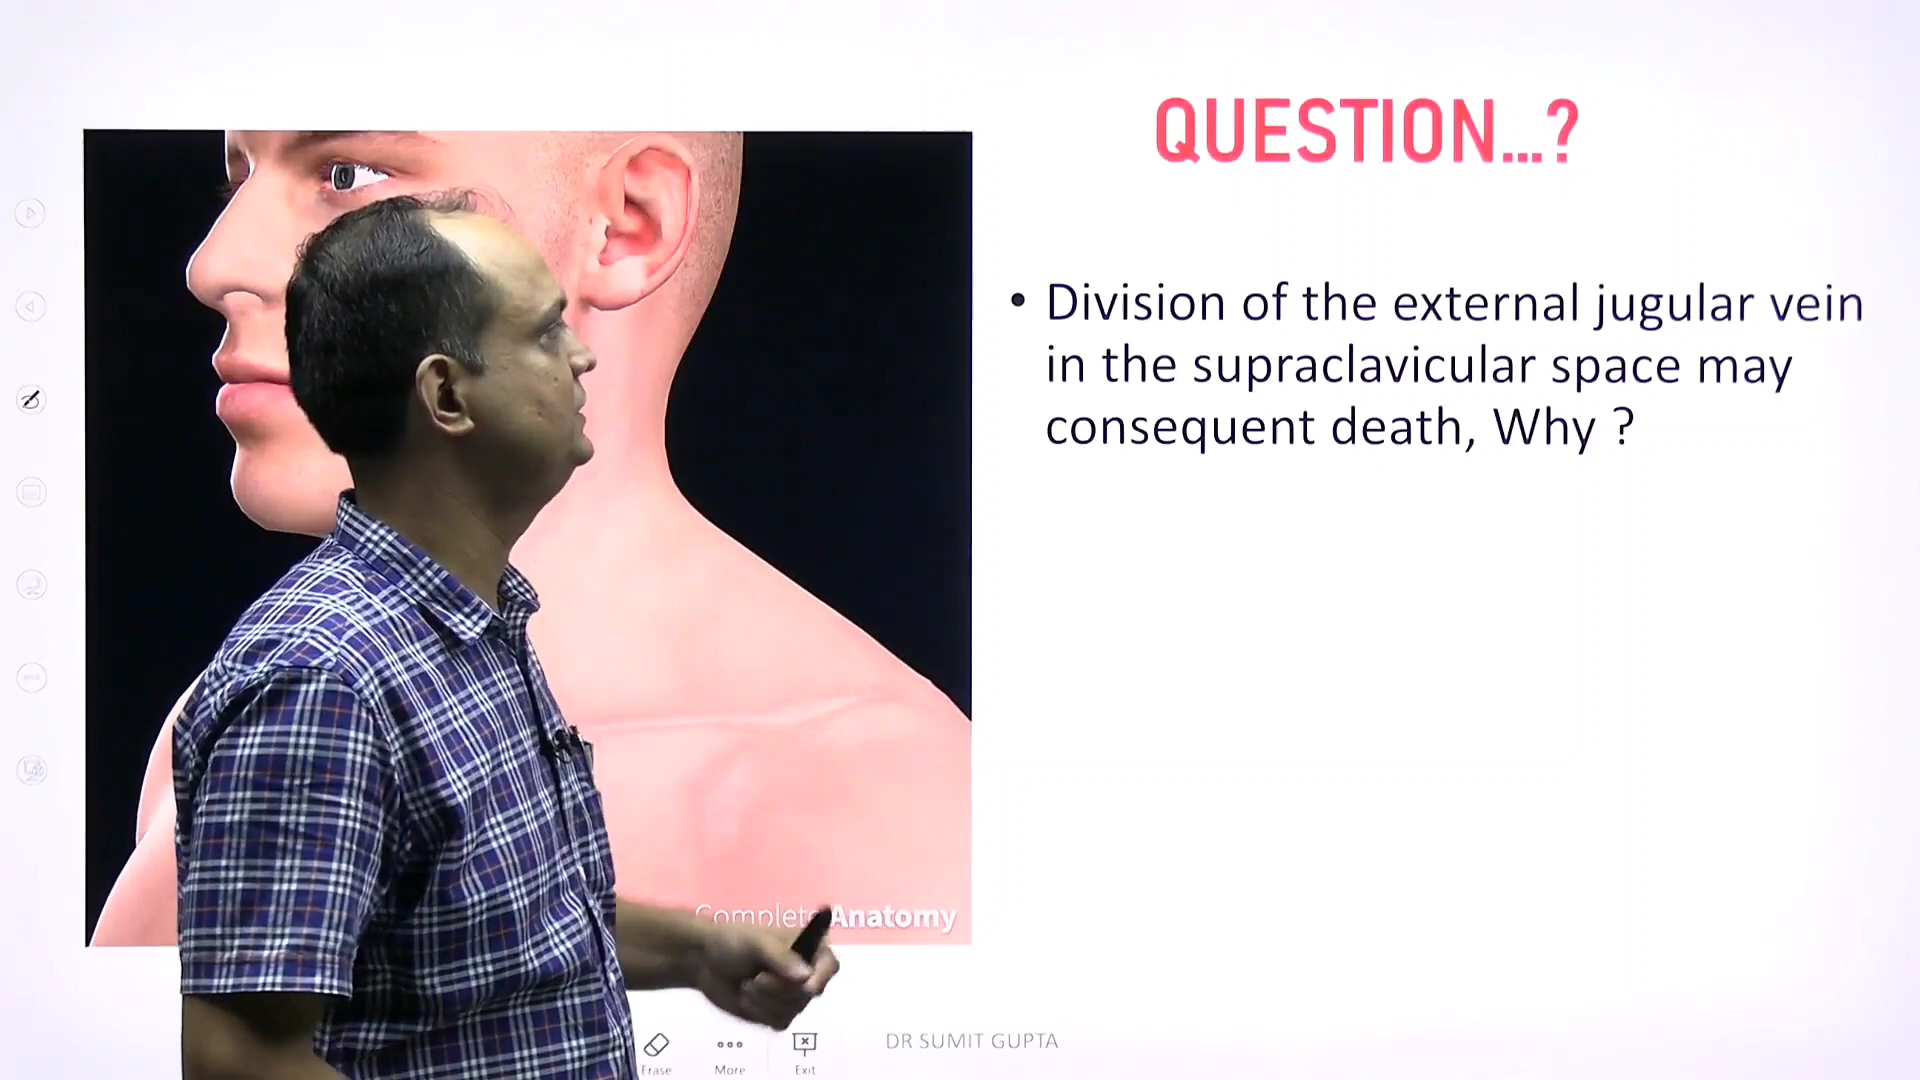 QUESTION...?
• Division of the external jugular vein
in the supraclavicular space may
consequent death, Why ?
Complete Anatomy
DR SUMIT GUPTA
Erase
More
Exit